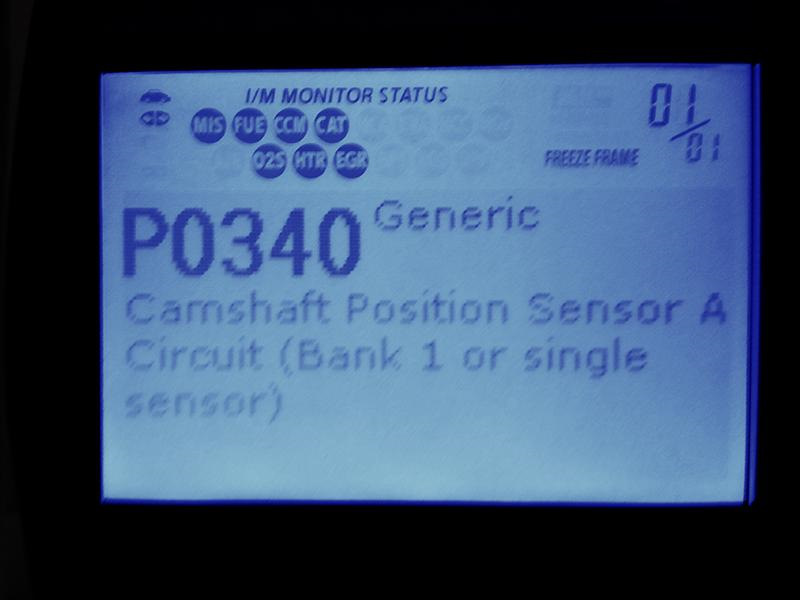 I/M MONITOR STATUS
01/01
MIS FUE CCM CAT
O2S HTR EGR
FREEZE FRAME
P0340 Generic
Camshaft Position Sensor A
Circuit (Bank 1 or single
sensor)